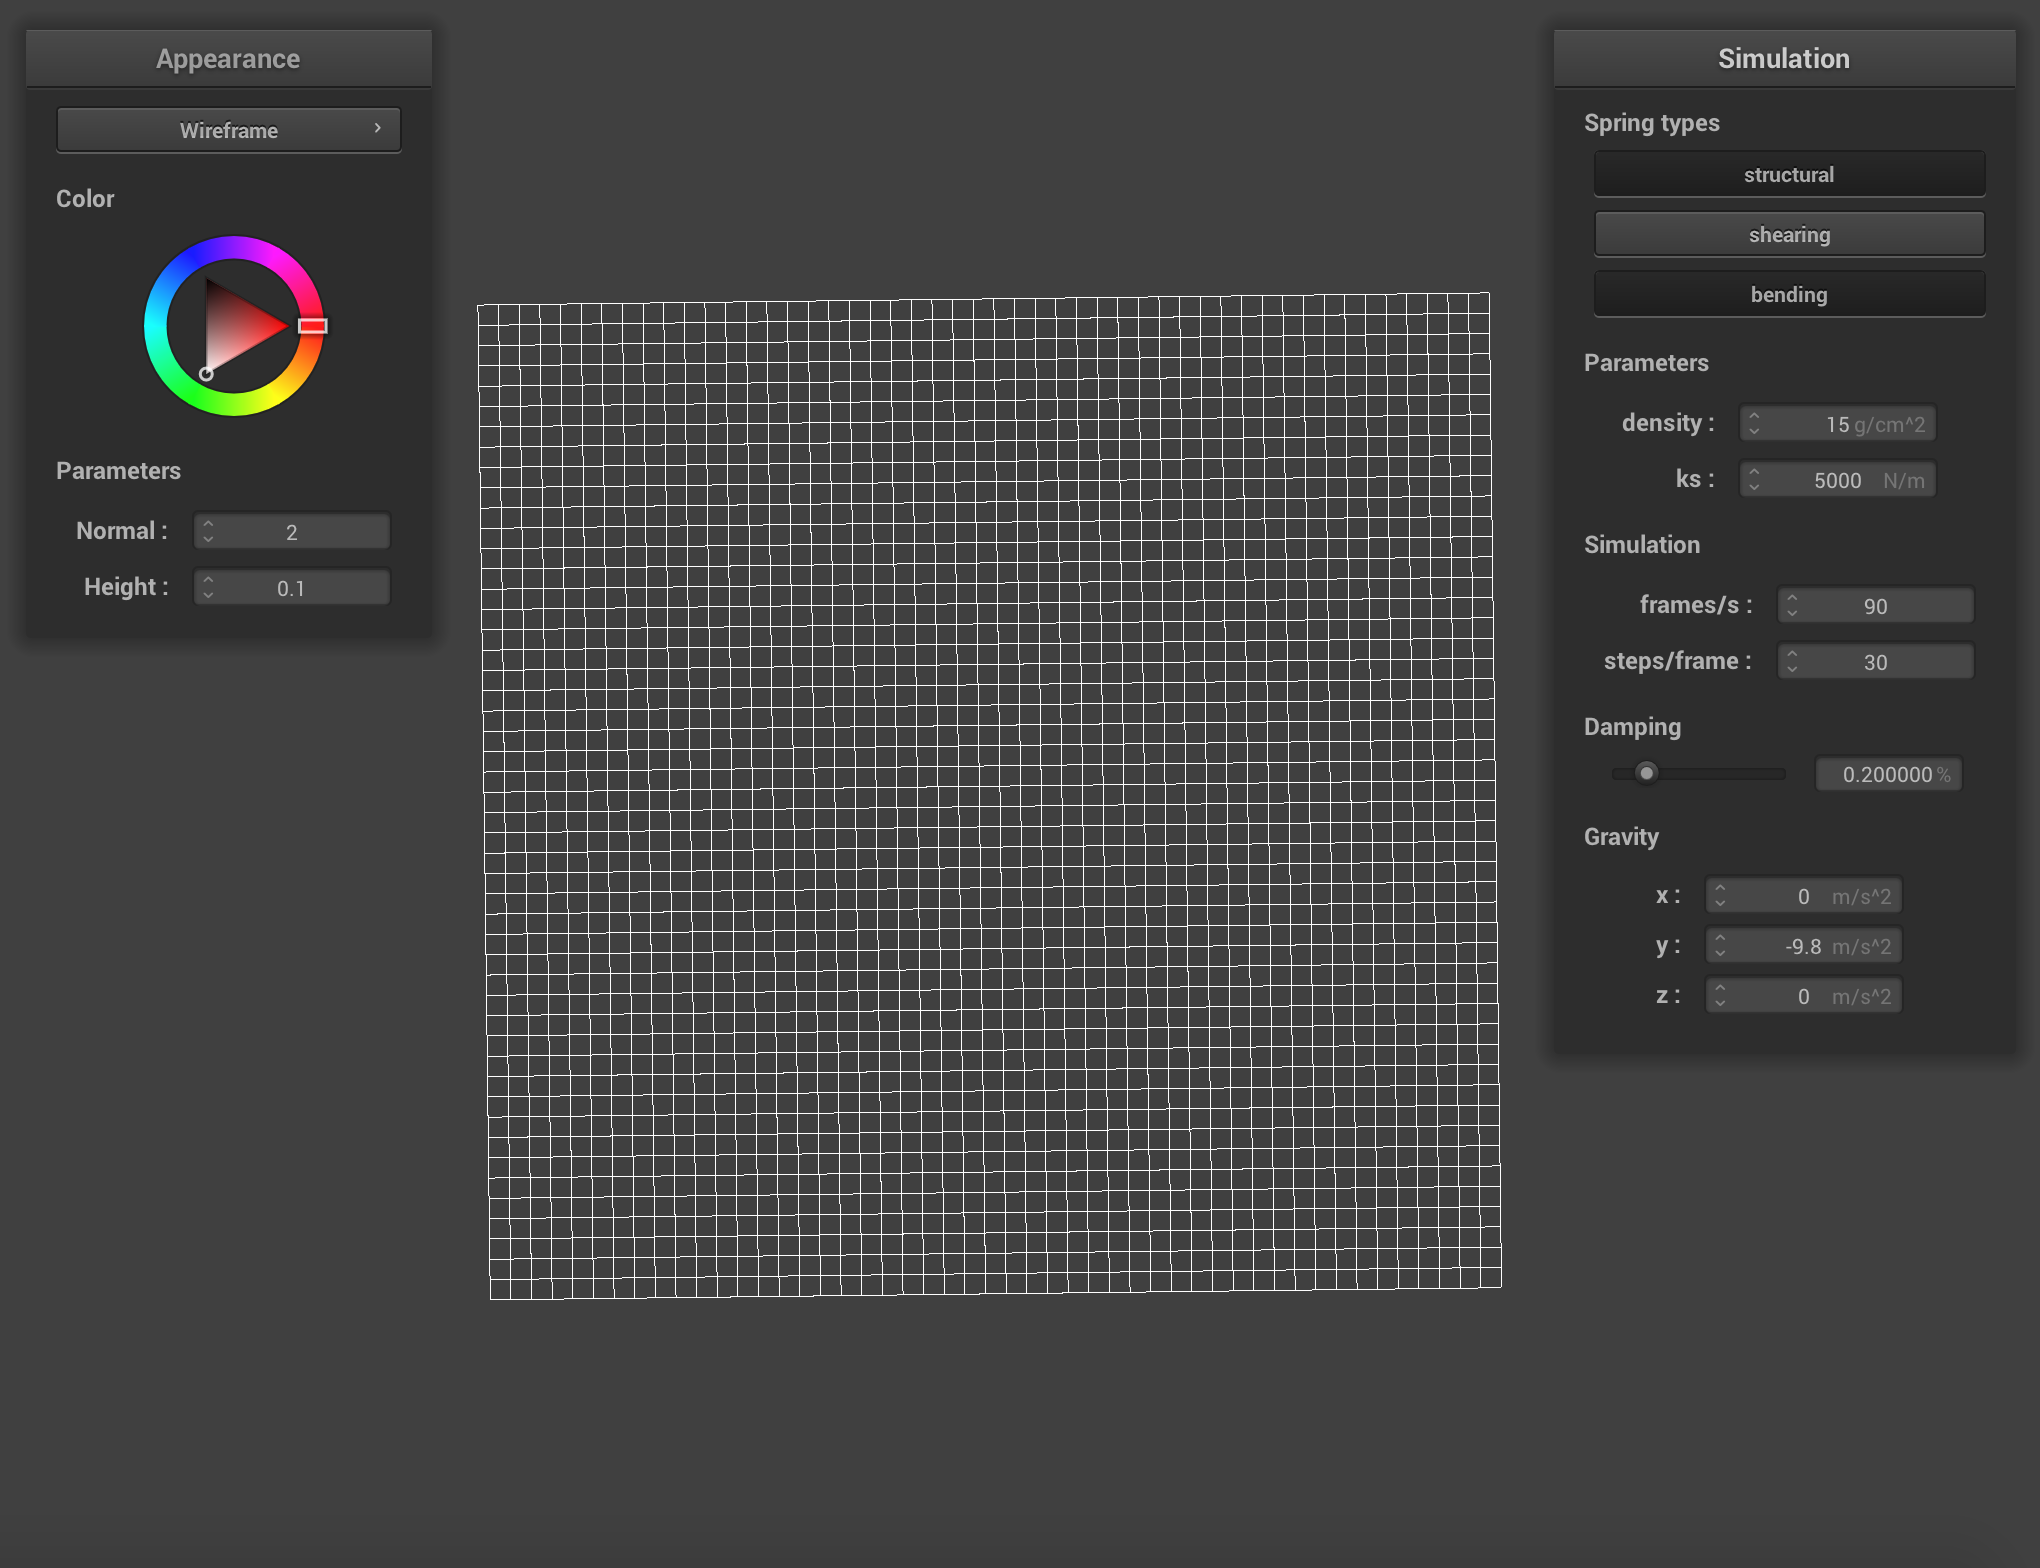 Appearance
Wireframe
Color
Parameters
Normal : 2
Height : 0.1
Simulation
Spring types
structural
shearing
bending
Parameters
density : 15 g/cm^2
ks : 5000 N/m
Simulation
frames/s : 90
steps/frame : 30
Damping
0.200000 %
Gravity
x : 0 m/s^2
y : -9.8 m/s^2
z : 0 m/s^2